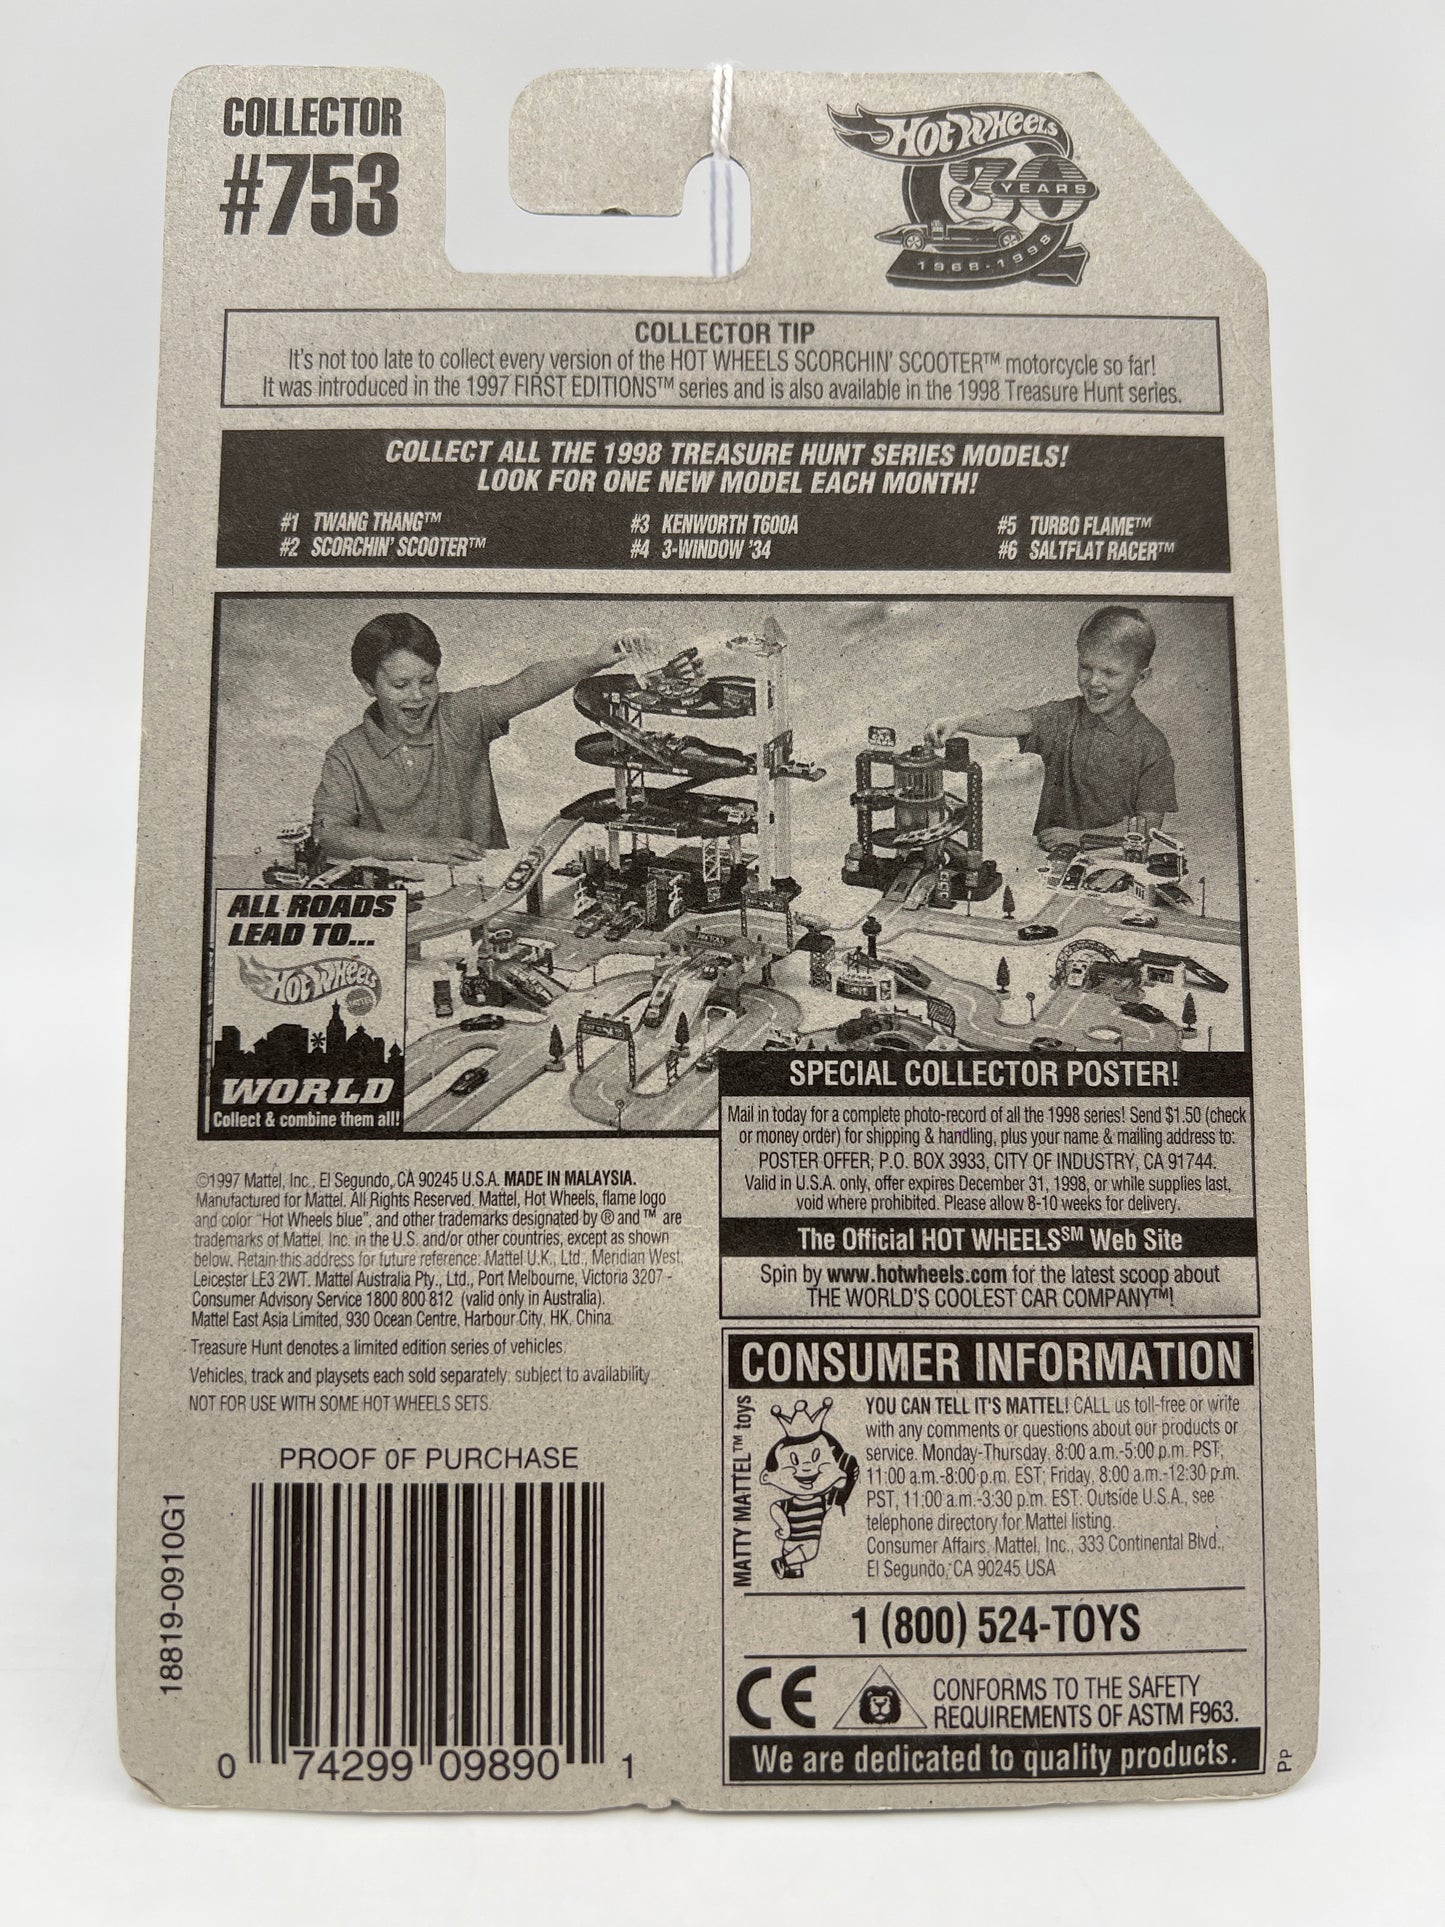 COLLECTOR
#753
HOT WHEELS
30
YEARS
1968-1998
COLLECTOR TIP
It's not too late to collect every version of the HOT WHEELS SCORCHIN' SCOOTER™ motorcycle so far!
It was introduced in the 1997 FIRST EDITIONS™ series and is also available in the 1998 Treasure Hunt series.
COLLECT ALL THE 1998 TREASURE HUNT SERIES MODELS!
LOOK FOR ONE NEW MODEL EACH MONTH!
#1 TWANG THANG™
#2 SCORCHIN' SCOOTER™
#3 KENWORTH T600A
#4 3-WINDOW '34
#5 TURBO FLAME™
#6 SALTFLAT RACER™
ALL ROADS
LEAD TO...
HOT WHEELS
MATTEL
WORLD
Collect & combine them all!
SPECIAL COLLECTOR POSTER!
Mail in today for a complete photo-record of all the 1998 series! Send $1.50 (check
or money order) for shipping & handling, plus your name & mailing address to:
POSTER OFFER, P.O. BOX 3933, CITY OF INDUSTRY, CA 91744.
Valid in U.S.A. only, offer expires December 31, 1998, or while supplies last,
void where prohibited. Please allow 8-10 weeks for delivery.
The Official HOT WHEELS℠ Web Site
Spin by www.hotwheels.com for the latest scoop about
THE WORLD'S COOLEST CAR COMPANY™!
©1997 Mattel, Inc., El Segundo, CA 90245 U.S.A. MADE IN MALAYSIA.
Manufactured for Mattel. All Rights Reserved. Mattel, Hot Wheels, flame logo
and color "Hot Wheels blue", and other trademarks designated by ® and ™ are
trademarks of Mattel, Inc. in the U.S. and/or other countries, except as shown
below. Retain this address for future reference: Mattel U.K., Ltd., Meridian West,
Leicester LE3 2WT. Mattel Australia Pty., Ltd., Port Melbourne, Victoria 3207 -
Consumer Advisory Service 1800 800 812 (valid only in Australia).
Mattel East Asia Limited, 930 Ocean Centre, Harbour City, HK, China.
Treasure Hunt denotes a limited edition series of vehicles.
Vehicles, track and playsets each sold separately, subject to availability.
NOT FOR USE WITH SOME HOT WHEELS SETS.
PROOF OF PURCHASE
18819-0910G1
0 74299 09890 1
CONSUMER INFORMATION
MATTY MATTEL™ toys
YOU CAN TELL IT'S MATTEL! CALL us toll-free or write
with any comments or questions about our products or
service. Monday-Thursday, 8:00 a.m.-5:00 p.m. PST,
11:00 a.m.-8:00 p.m. EST; Friday, 8:00 a.m.-12:30 p.m.
PST, 11:00 a.m.-3:30 p.m. EST. Outside U.S.A., see
telephone directory for Mattel listing.
Consumer Affairs, Mattel, Inc., 333 Continental Blvd.,
El Segundo, CA 90245 USA
1 (800) 524-TOYS
CE
CONFORMS TO THE SAFETY
REQUIREMENTS OF ASTM F963.
We are dedicated to quality products.
PP